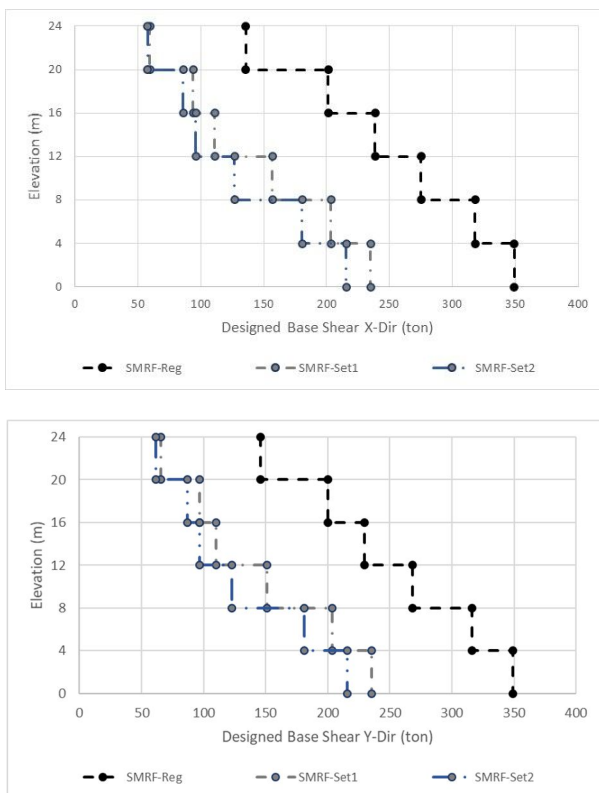 24
20
16
12
8
4
0
Elevation (m)
0 50 100 150 200 250 300 350 400
Designed Base Shear X-Dir (ton)
SMRF-Reg SMRF-Set1 SMRF-Set2
24
20
16
12
8
4
0
Elevation (m)
0 50 100 150 200 250 300 350 400
Designed Base Shear Y-Dir (ton)
SMRF-Reg SMRF-Set1 SMRF-Set2